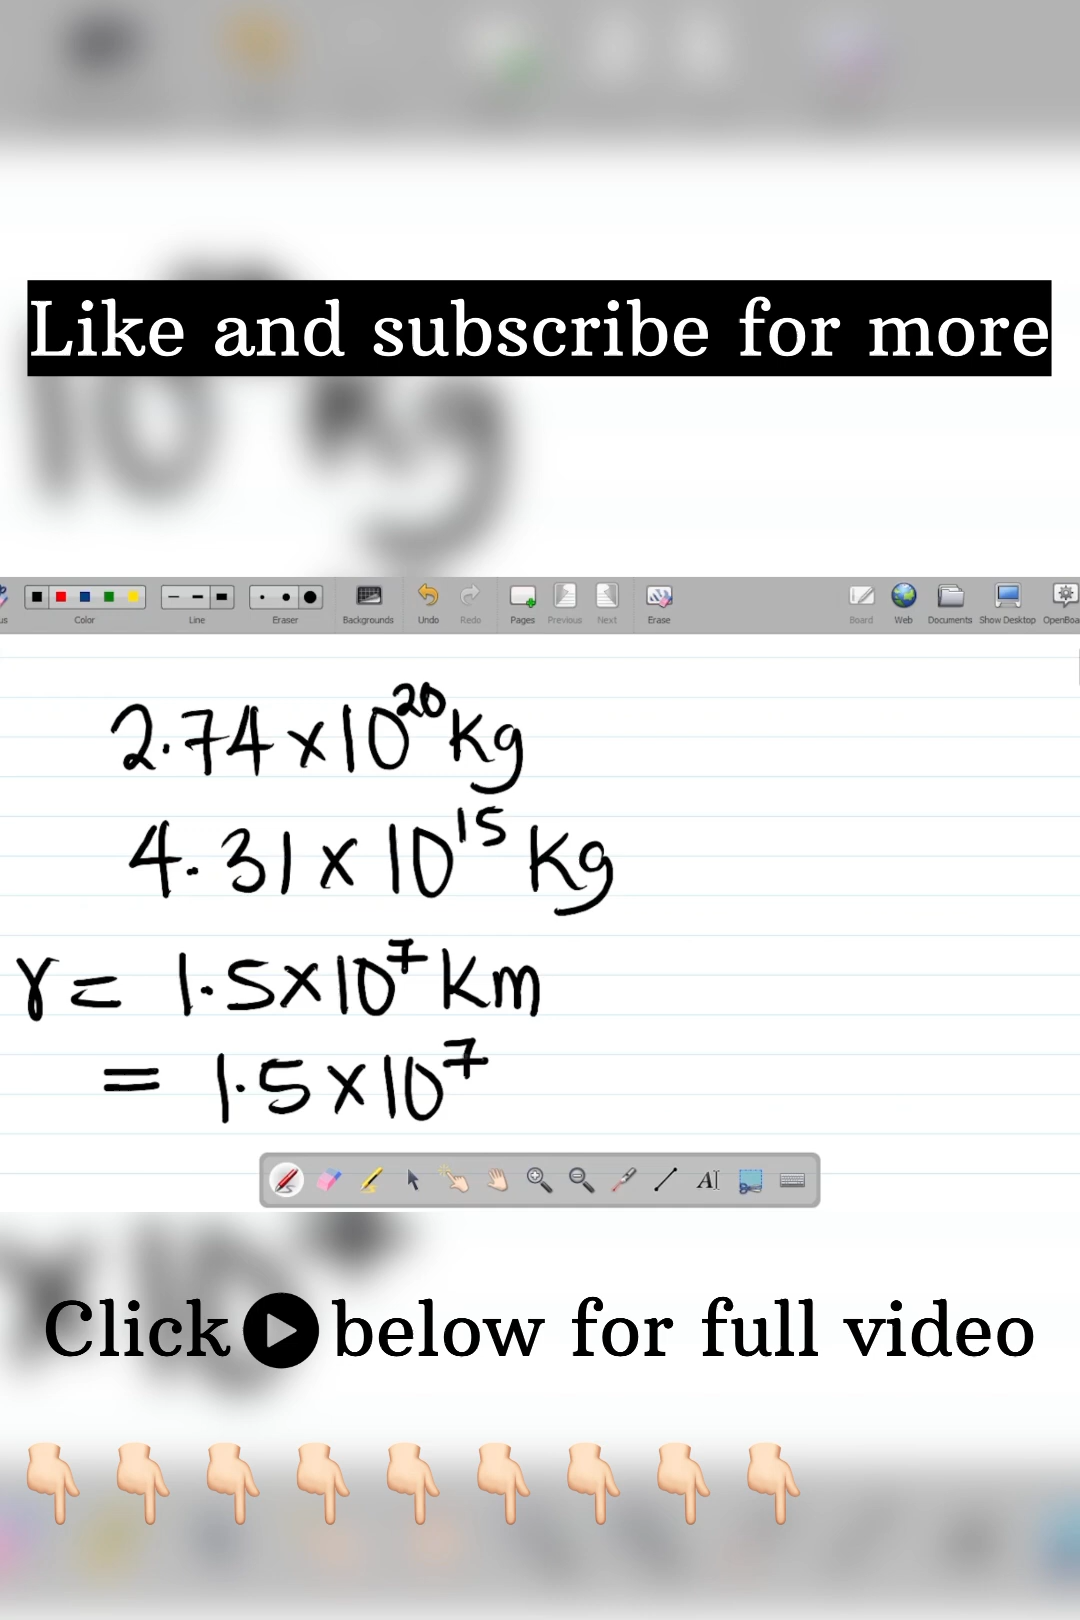 Like and subscribe for more
Color
Line
Eraser
Backgrounds
Undo
Redo
Pages
Previous
Next
Erase
Board
Web
Documents
Show Desktop
2.74 x 10²⁰ kg
4.31 x 10¹⁵ kg
r = 1.5 x 10⁷ km
= 1.5 x 10⁷
A
Click below for full video